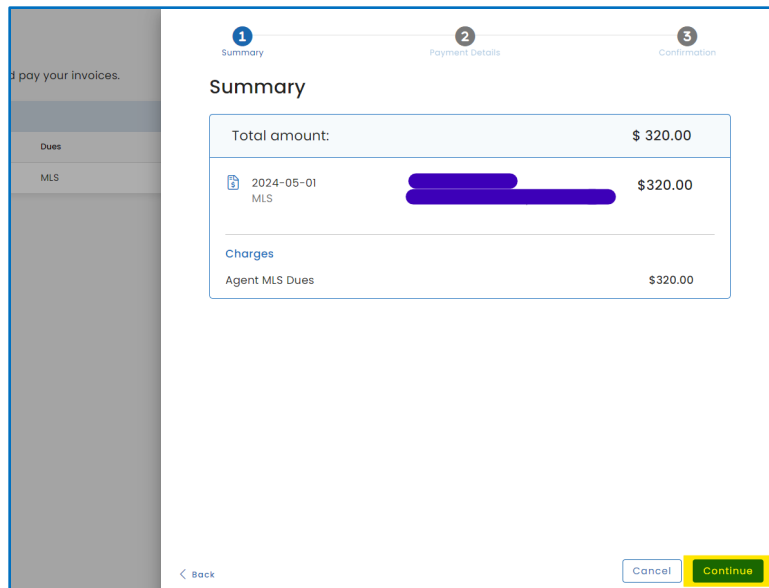 1 2 3
Summary Payment Details Confirmation
d pay your invoices.
Summary
Total amount: $ 320.00
Dues
MLS
2024-05-01 $320.00
MLS
Charges
Agent MLS Dues $320.00
Back Cancel Continue